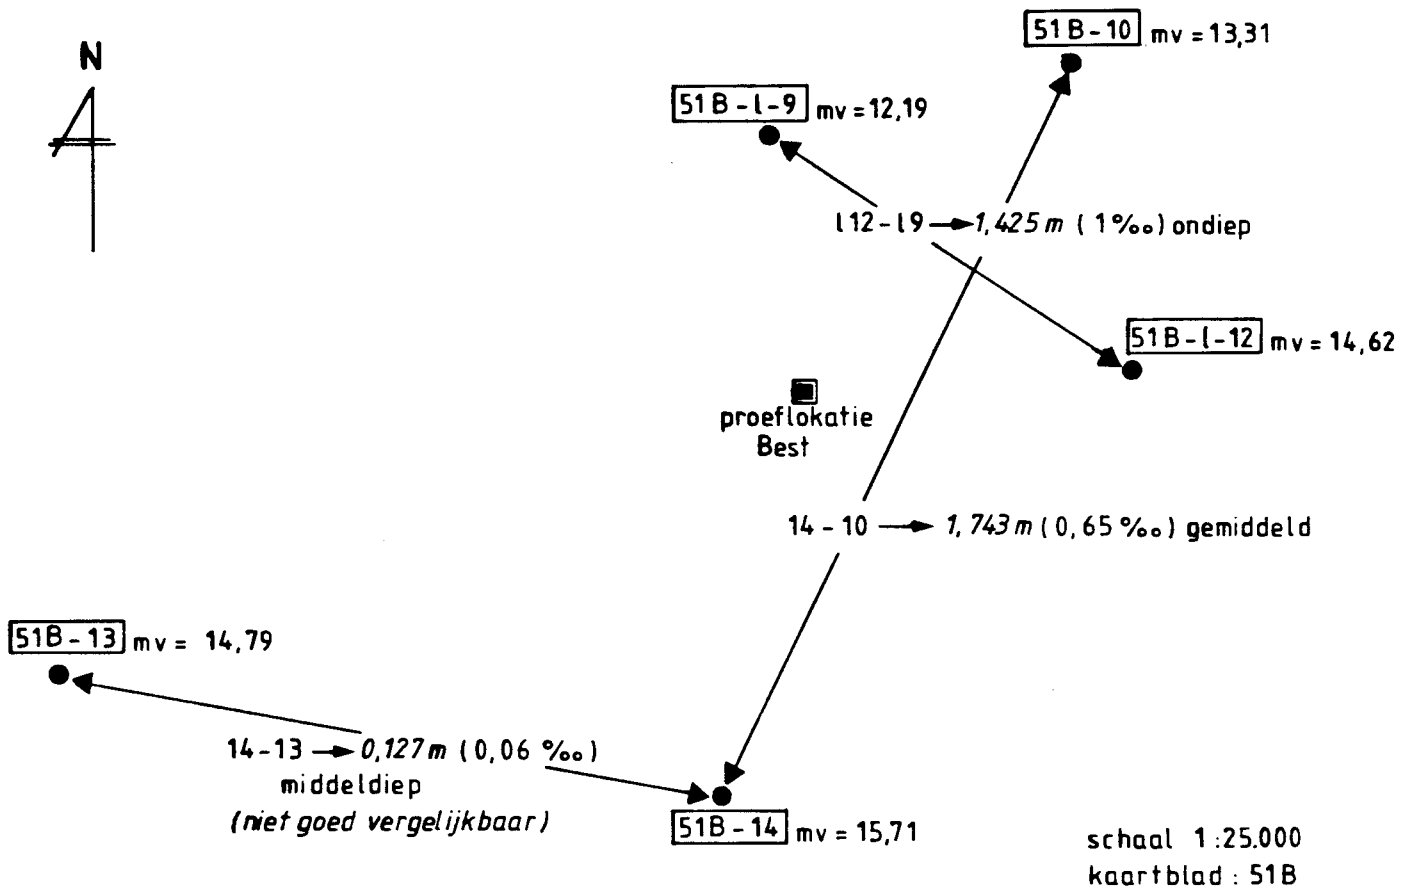 N
51B-10 mv = 13,31
51B-l-9 mv = 12,19
l12-l9 → 1,425 m (1‰) ondiep
51B-l-12 mv = 14,62
proeflokatie
Best
14-10 → 1,743 m (0,65 ‰) gemiddeld
51B-13 mv = 14,79
14-13 → 0,127 m (0,06 ‰)
middeldiep
(niet goed vergelijkbaar)
51B-14 mv = 15,71
schaal 1:25.000
kaartblad : 51B